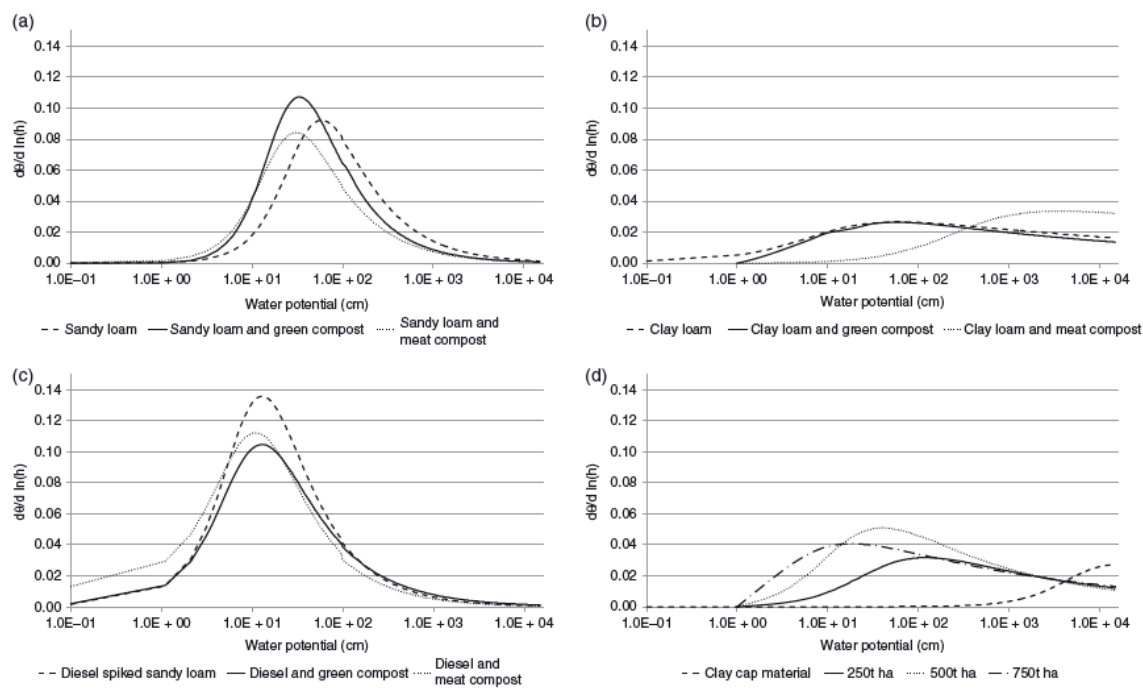 (a)
dθ/d ln(h)
0.14
0.12
0.10
0.08
0.06
0.04
0.02
0.00
1.0E−01 1.0E + 00 1.0E + 01 1.0E + 02 1.0E + 03 1.0E + 04
Water potential (cm)
Sandy loam Sandy loam and green compost Sandy loam and
meat compost
(b)
dθ/d ln(h)
0.14
0.12
0.10
0.08
0.06
0.04
0.02
0.00
1.0E−01 1.0E + 00 1.0E + 01 1.0E + 02 1.0E + 03 1.0E + 04
Water potential (cm)
Clay loam Clay loam and green compost Clay loam and meat compost
(c)
dθ/d ln(h)
0.14
0.12
0.10
0.08
0.06
0.04
0.02
0.00
1.0E−01 1.0E + 00 1.0E + 01 1.0E + 02 1.0E + 03 1.0E + 04
Water potential (cm)
Diesel spiked sandy loam Diesel and green compost Diesel and
meat compost
(d)
dθ/d ln(h)
0.14
0.12
0.10
0.08
0.06
0.04
0.02
0.00
1.0E−01 1.0E + 00 1.0E + 01 1.0E + 02 1.0E + 03 1.0E + 04
Water potential (cm)
Clay cap material 250t ha 500t ha 750t ha